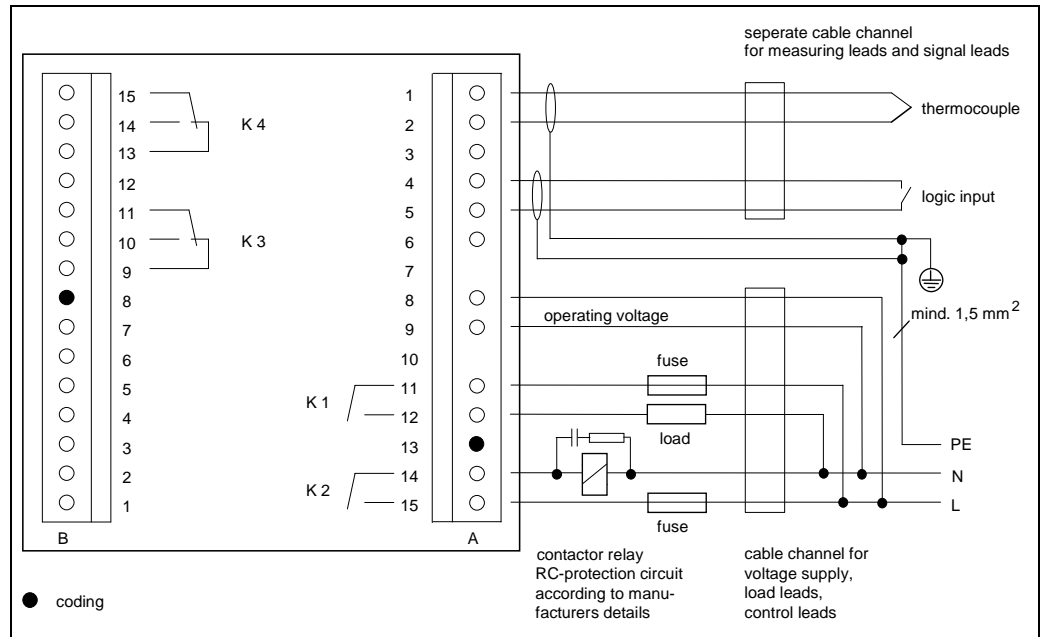 seperate cable channel
for measuring leads and signal leads
15
14
13
12
11
10
9
8
7
6
5
4
3
2
1
B
K 4
K 3
K 1
K 2
1
2
3
4
5
6
7
8
9
10
11
12
13
14
15
A
thermocouple
logic input
mind. 1,5 mm2
operating voltage
fuse
load
fuse
PE
N
L
contactor relay
RC-protection circuit
according to manu-
facturers details
cable channel for
voltage supply,
load leads,
control leads
coding